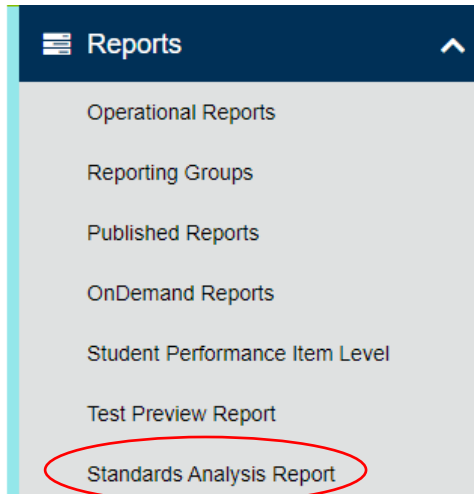 Reports
Operational Reports
Reporting Groups
Published Reports
OnDemand Reports
Student Performance Item Level
Test Preview Report
Standards Analysis Report